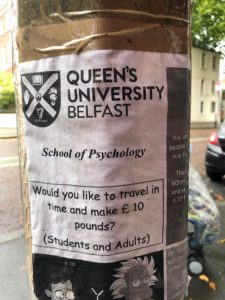 QUEEN'S
UNIVERSITY
BELFAST
School of Psychology
Would you like to travel in
time and make £ 10
pounds?
(Students and Adults)